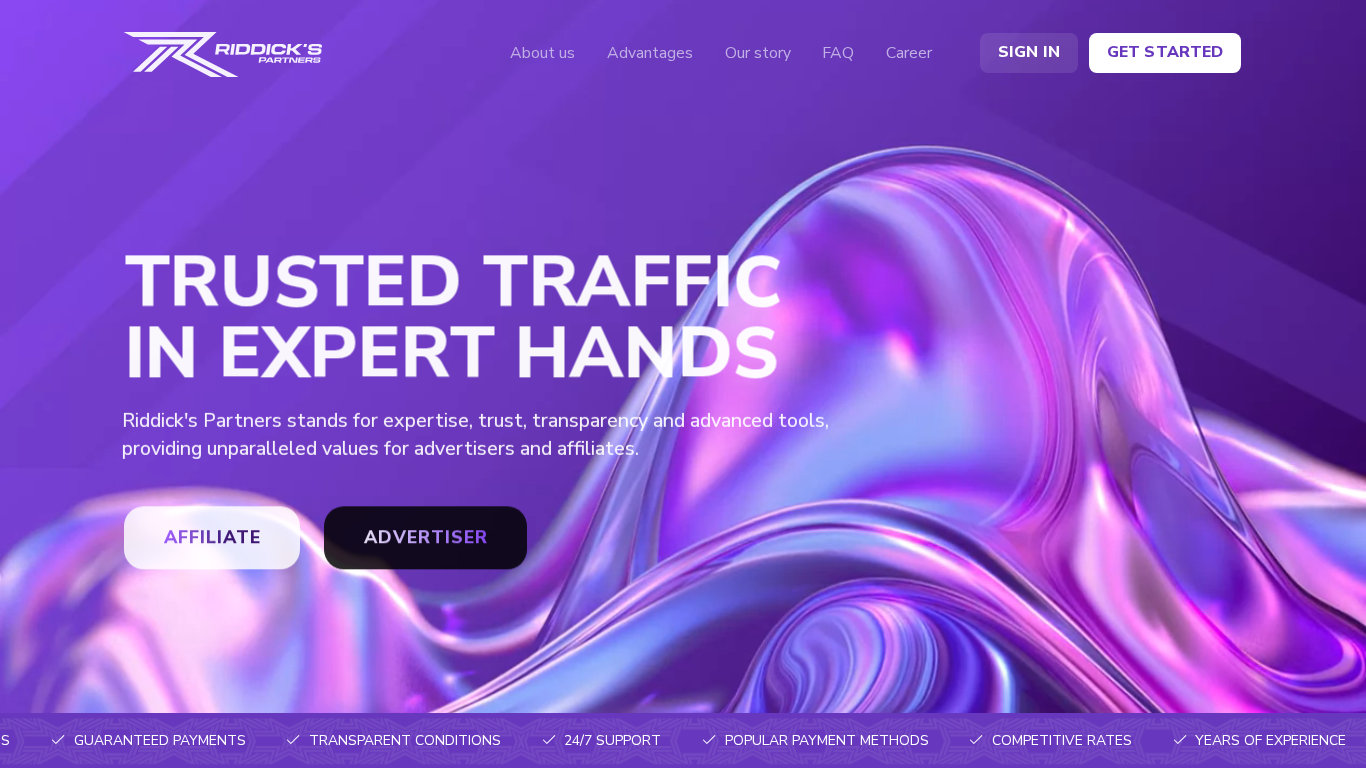 RIDDICK'S
PARTNERS
About us
Advantages
Our story
FAQ
Career
SIGN IN
GET STARTED
TRUSTED TRAFFIC
IN EXPERT HANDS
Riddick's Partners stands for expertise, trust, transparency and advanced tools,
providing unparalleled values for advertisers and affiliates.
AFFILIATE
ADVERTISER
S
GUARANTEED PAYMENTS
TRANSPARENT CONDITIONS
24/7 SUPPORT
POPULAR PAYMENT METHODS
COMPETITIVE RATES
YEARS OF EXPERIENCE